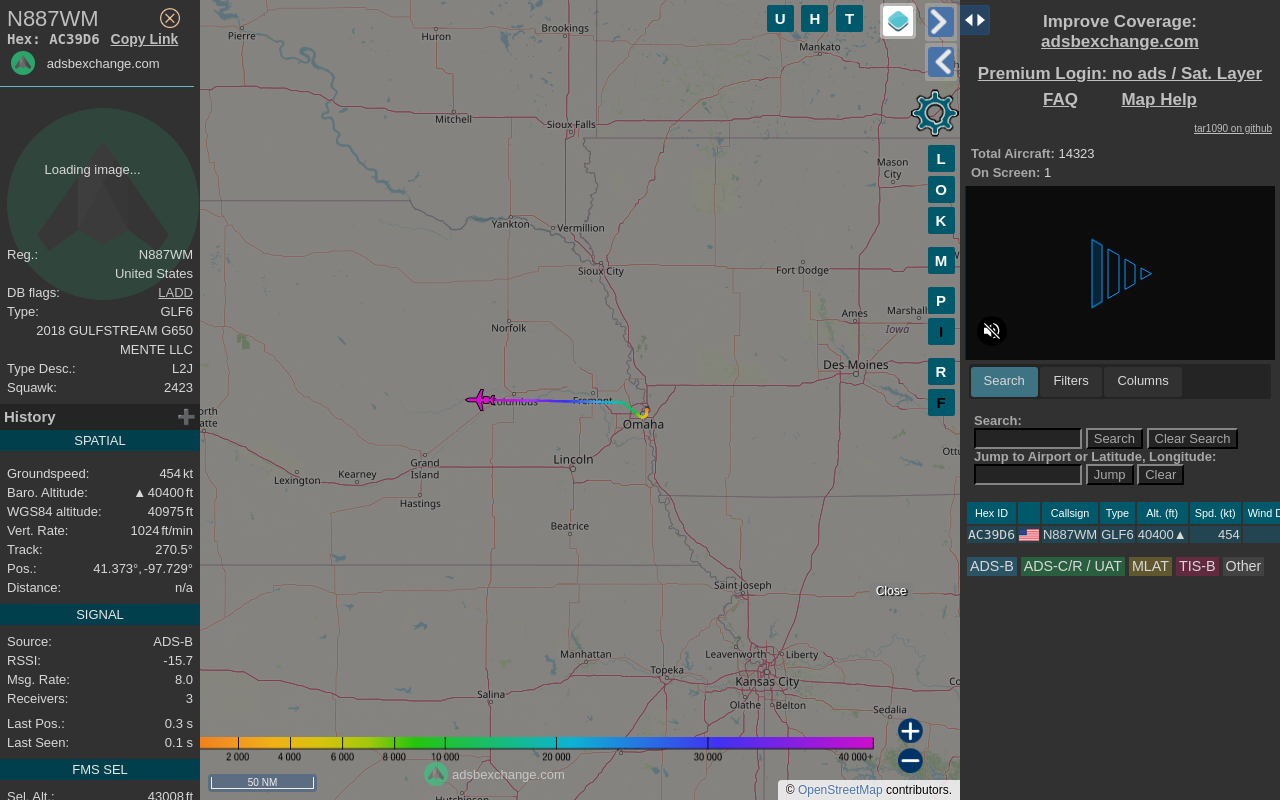 N887WM
Hex: AC39D6 Copy Link
adsbexchange.com
Loading image...
Reg.: N887WM
United States
DB flags: LADD
Type: GLF6
2018 GULFSTREAM G650
MENTE LLC
Type Desc.: L2J
Squawk: 2423
History
SPATIAL
Groundspeed: 454 kt
Baro. Altitude: ▲ 40400 ft
WGS84 altitude: 40975 ft
Vert. Rate: 1024 ft/min
Track: 270.5°
Pos.: 41.373°, -97.729°
Distance: n/a
SIGNAL
Source: ADS-B
RSSI: -15.7
Msg. Rate: 8.0
Receivers: 3
Last Pos.: 0.3 s
Last Seen: 0.1 s
FMS SEL
Sel. Alt.: 43008 ft
U H T
L
O
K
M
P
I
R
F
Pierre
Huron
Brookings
Mankato
Mitchell
Sioux Falls
Mason
City
Yankton
Vermillion
Sioux City
Fort Dodge
Norfolk
Ames
Marshall
Iowa
Des Moines
Columbus
Fremont
orth
atte
Omaha
Lincoln
Grand
Island
Kearney
Lexington
Ottu
Hastings
Beatrice
Saint Joseph
Close
Manhattan
Leavenworth
Liberty
Topeka
Kansas City
Salina
Olathe
Belton
Sedalia
Co
Hutchinson
2 000 4 000 6 000 8 000 10 000 20 000 30 000 40 000+
50 NM
adsbexchange.com
© OpenStreetMap contributors.
Improve Coverage:
adsbexchange.com
Premium Login: no ads / Sat. Layer
FAQ Map Help
tar1090 on github
Total Aircraft: 14323
On Screen: 1
Search Filters Columns
Search:
Search Clear Search
Jump to Airport or Latitude, Longitude:
Jump Clear
Hex ID Callsign Type Alt. (ft) Spd. (kt) Wind D
AC39D6 N887WM GLF6 40400▲ 454
ADS-B ADS-C/R / UAT MLAT TIS-B Other